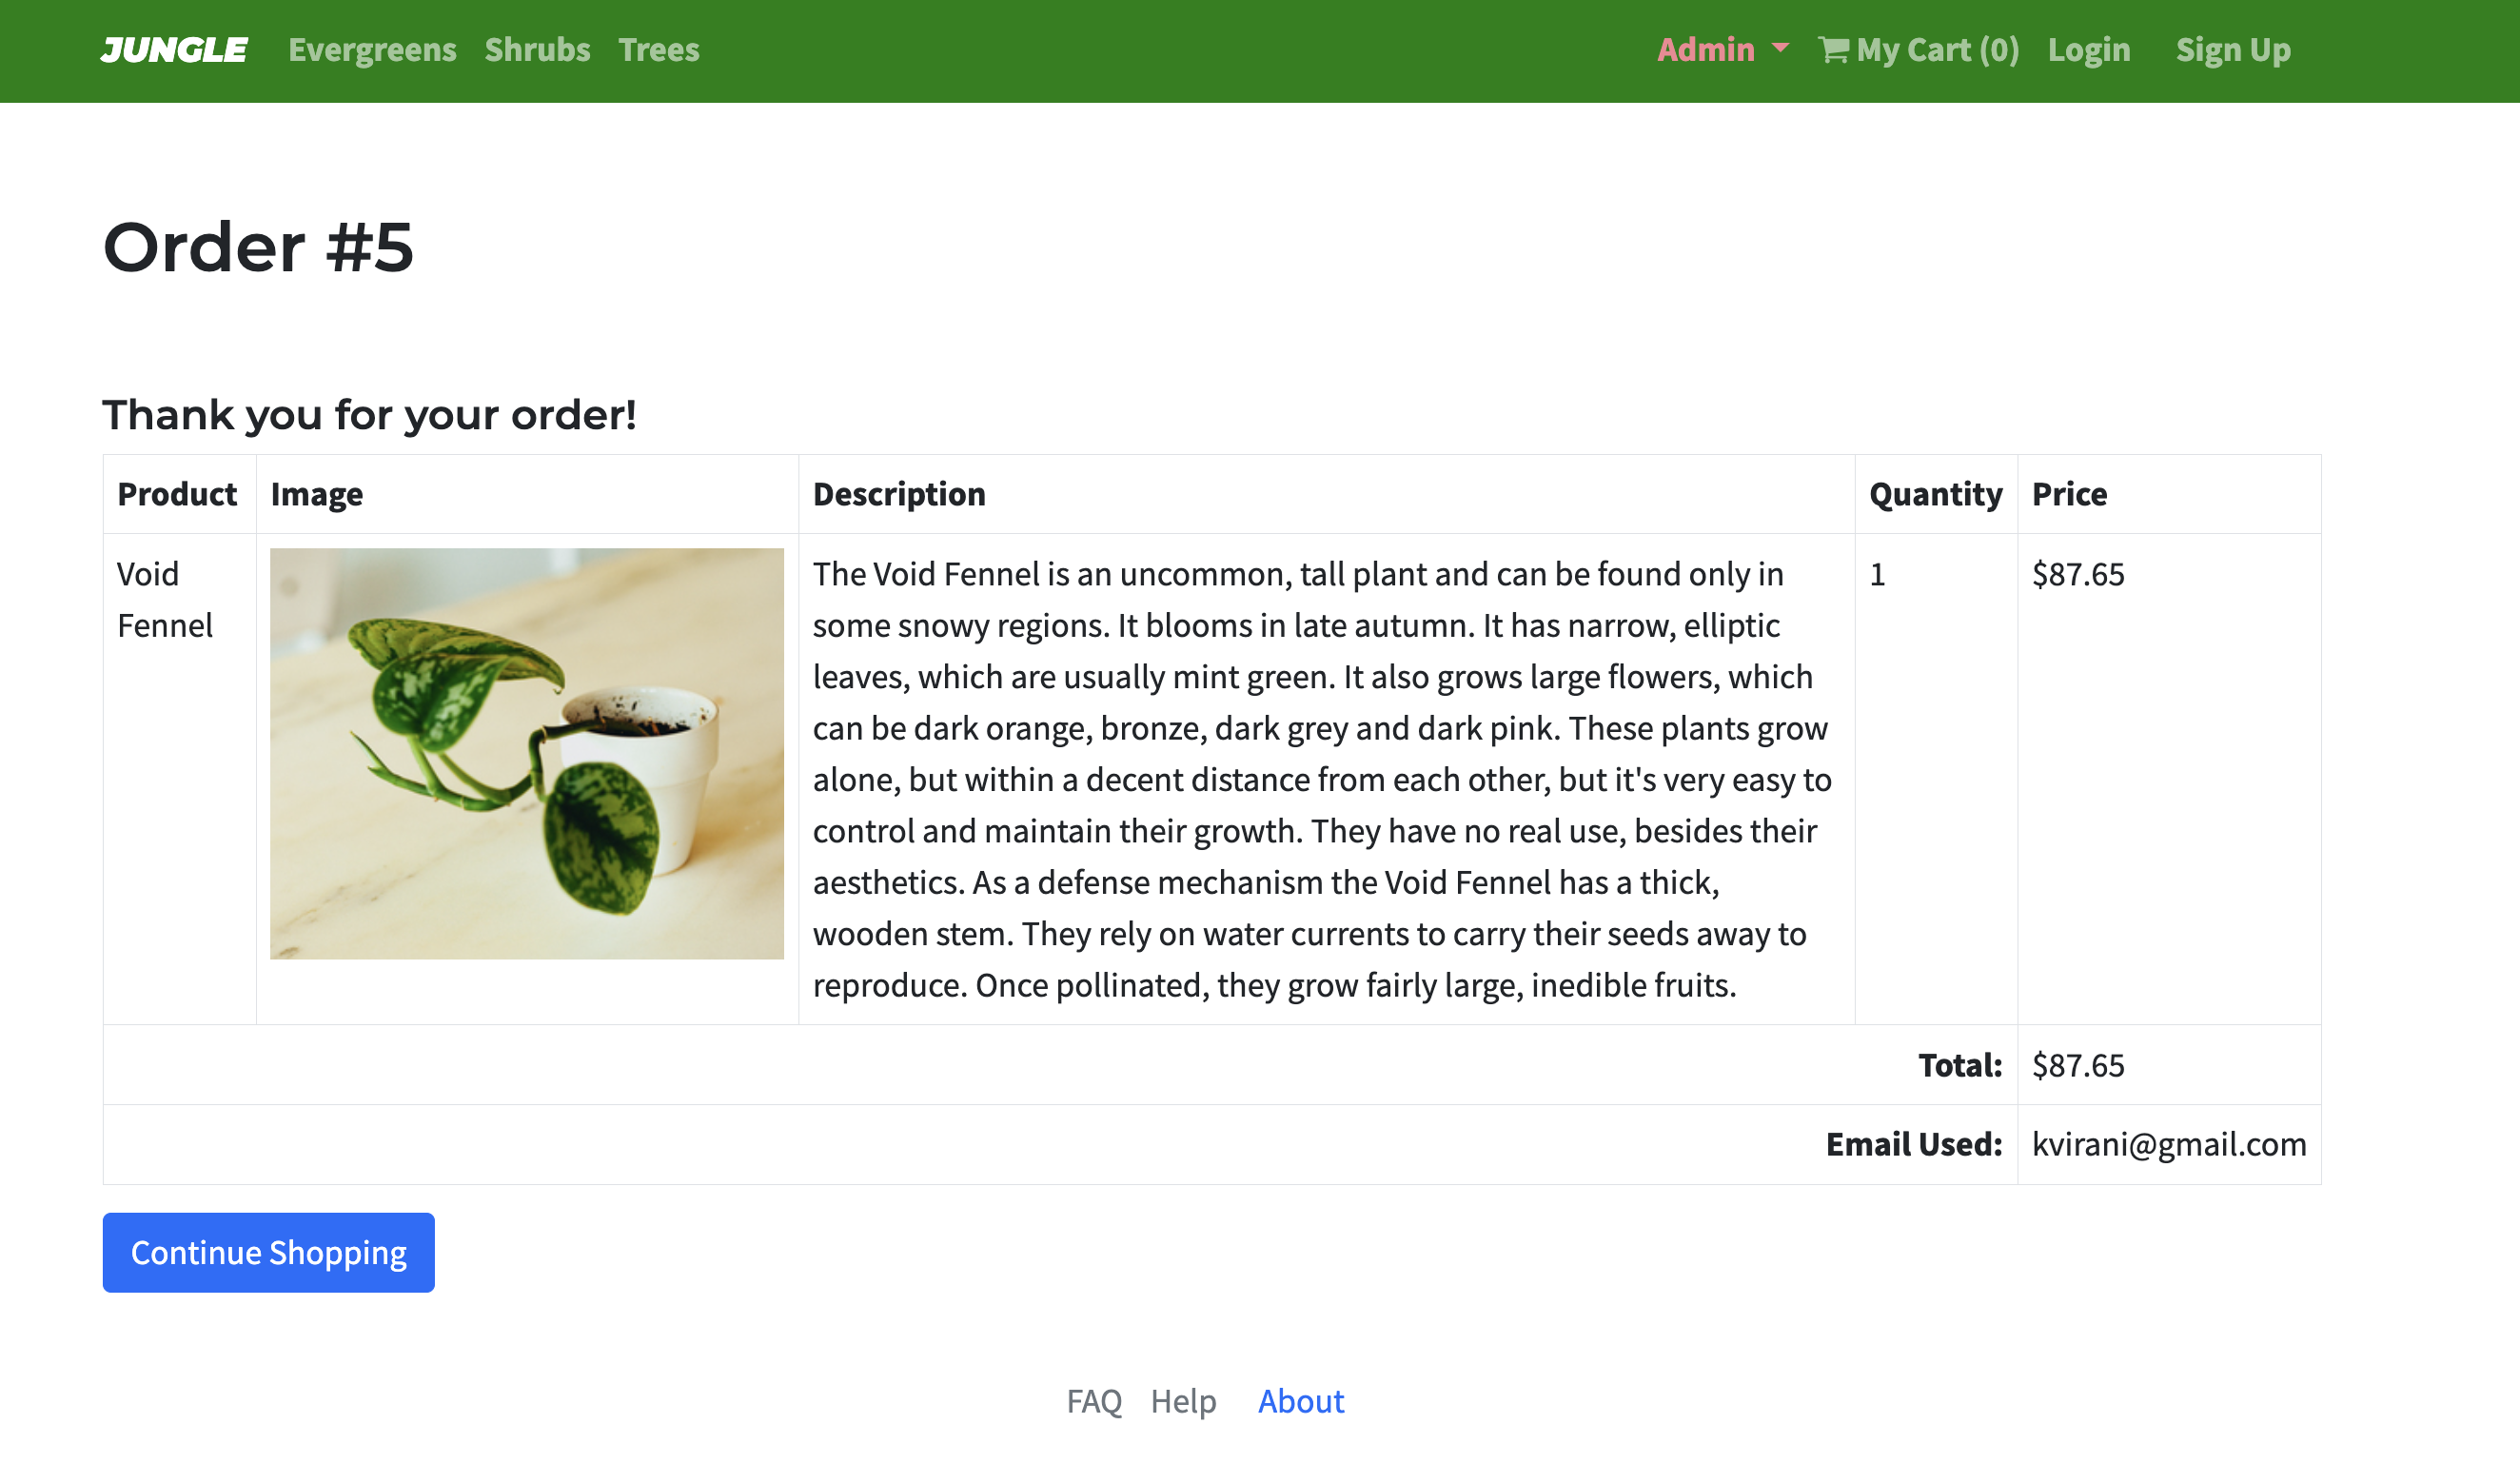 JUNGLE Evergreens Shrubs Trees Admin My Cart (0) Login Sign Up
Order #5
Thank you for your order!
Product Image Description Quantity Price
Void
Fennel
The Void Fennel is an uncommon, tall plant and can be found only in
some snowy regions. It blooms in late autumn. It has narrow, elliptic
leaves, which are usually mint green. It also grows large flowers, which
can be dark orange, bronze, dark grey and dark pink. These plants grow
alone, but within a decent distance from each other, but it's very easy to
control and maintain their growth. They have no real use, besides their
aesthetics. As a defense mechanism the Void Fennel has a thick,
wooden stem. They rely on water currents to carry their seeds away to
reproduce. Once pollinated, they grow fairly large, inedible fruits.
1
$87.65
Total: $87.65
Email Used: kvirani@gmail.com
Continue Shopping
FAQ Help About